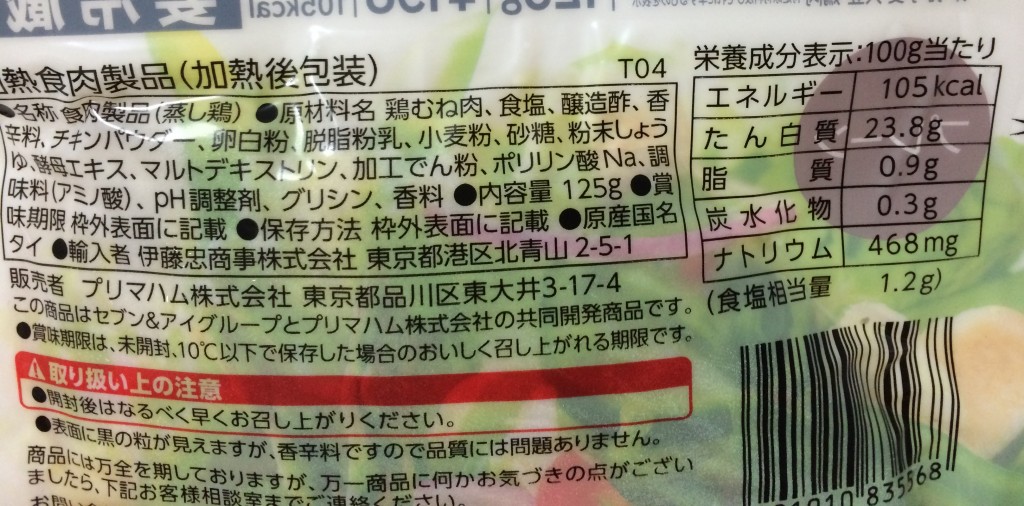 熱食肉製品(加熱後包装) T04
●名称 食肉製品(蒸し鶏) ●原材料名 鶏むね肉、食塩、醸造酢、香
辛料、チキンパウダー、卵白粉、脱脂粉乳、小麦粉、砂糖、粉末しょう
ゆ、酵母エキス、マルトデキストリン、加工でん粉、ポリリン酸Na、調
味料(アミノ酸)、pH調整剤、グリシン、香料 ●内容量 125g ●賞
味期限 枠外表面に記載 ●保存方法 枠外表面に記載 ●原産国名
タイ ●輸入者 伊藤忠商事株式会社 東京都港区北青山2-5-1
販売者 プリマハム株式会社 東京都品川区東大井3-17-4
この商品はセブン&アイグループとプリマハム株式会社の共同開発商品です。
●賞味期限は、未開封、10℃以下で保存した場合のおいしく召し上がれる期限です。
取り扱い上の注意
●開封後はなるべく早くお召し上がりください。
●表面に黒の粒が見えますが、香辛料ですので品質には問題ありません。
商品には万全を期しておりますが、万一商品に何かお気づきの点がござい
ましたら、下記お客様相談室までご連絡ください。
栄養成分表示:100g当たり
エネルギー 105kcal
たん白質 23.8g
脂質 0.9g
炭水化物 0.3g
ナトリウム 468mg
(食塩相当量 1.2g)
835568